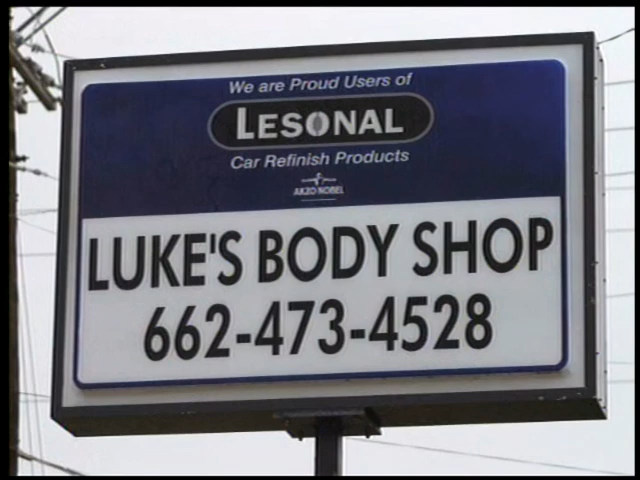 We are Proud Users of
LESONAL
Car Refinish Products
AKZO NOBEL
LUKE'S BODY SHOP
662-473-4528